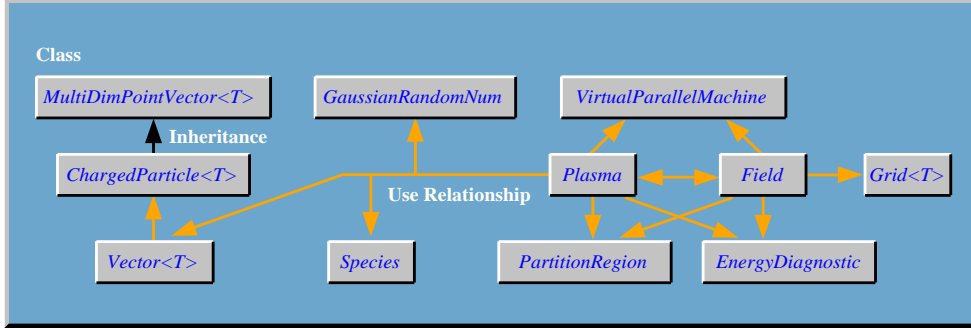 Class
MultiDimPointVector<T>
GaussianRandomNum
VirtualParallelMachine
Inheritance
ChargedParticle<T>
Use Relationship
Plasma
Field
Grid<T>
Vector<T>
Species
PartitionRegion
EnergyDiagnostic